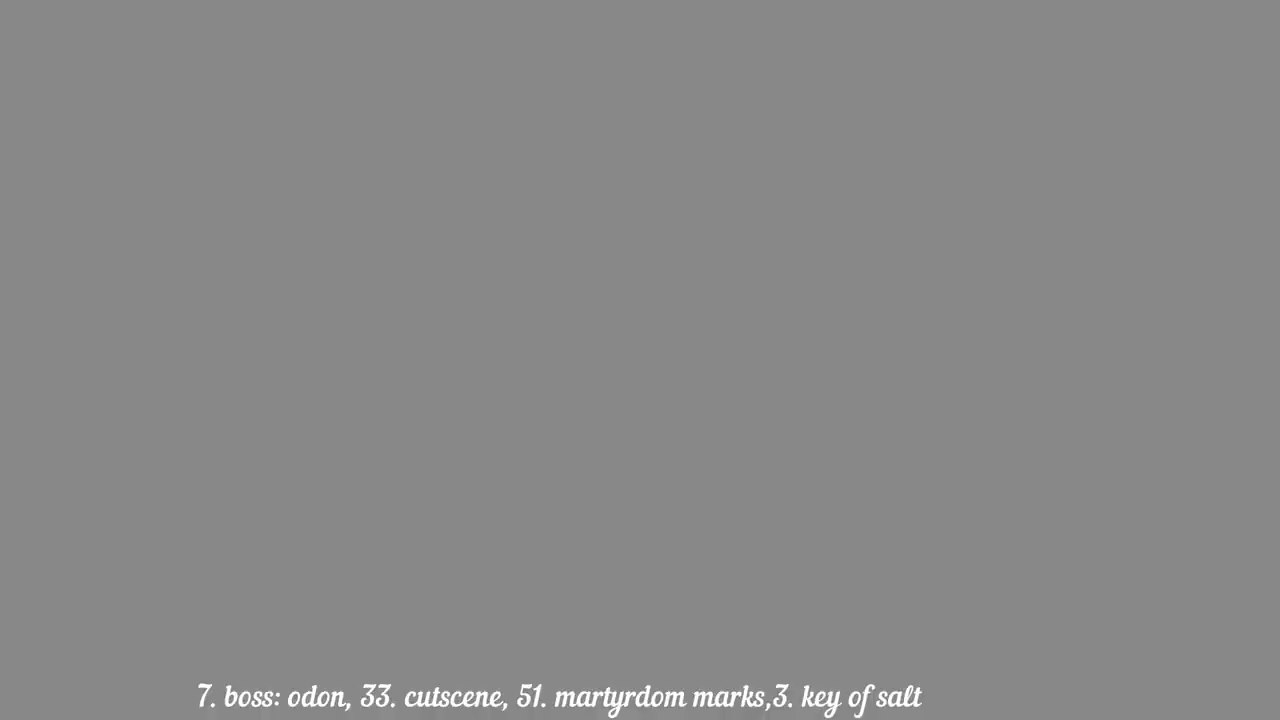 7. boss: odon, 33. cutscene, 51. martyrdom marks,3. key of salt